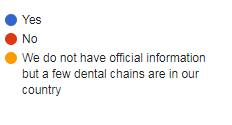 Yes
No
We do not have official information
but a few dental chains are in our
country